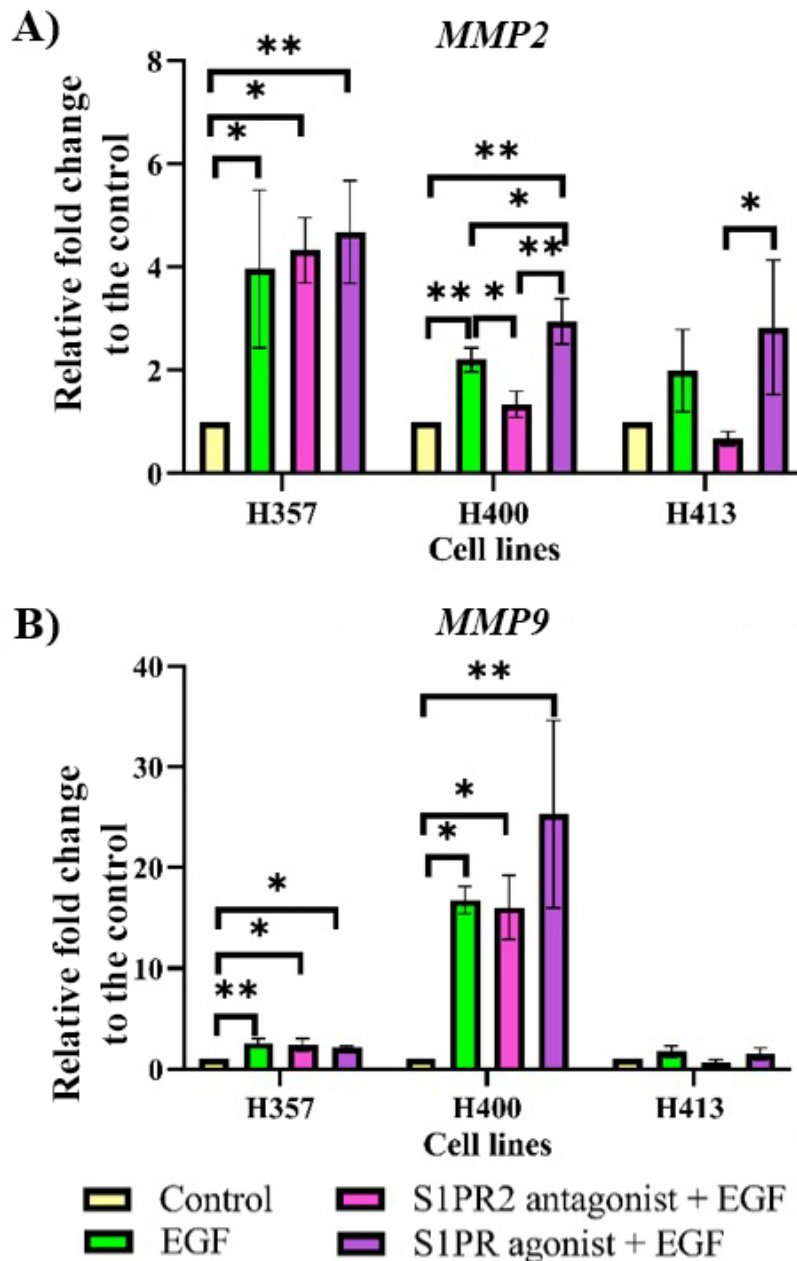 A)
MMP2
Relative fold change
to the control
8
6
4
2
0
**
*
*
**
*
**
**
*
*
H357 H400 H413
Cell lines
B)
MMP9
Relative fold change
to the control
40
30
20
10
0
**
*
*
*
*
**
H357 H400 H413
Cell lines
Control S1PR2 antagonist + EGF
EGF S1PR agonist + EGF